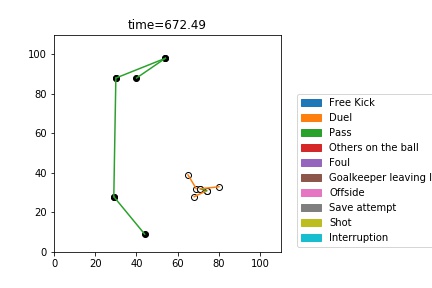 time=672.49
100
80
60
40
20
0
0 20 40 60 80 100
Free Kick
Duel
Pass
Others on the ball
Foul
Goalkeeper leaving l
Offside
Save attempt
Shot
Interruption